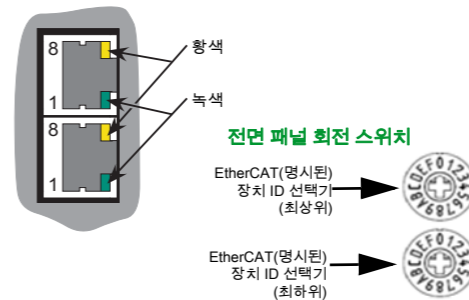 8
1
8
1
황색
녹색
전면 패널 회전 스위치
EtherCAT(명시된)
장치 ID 선택기
(최상위)
0123456789ABCDEF
EtherCAT(명시된)
장치 ID 선택기
(최하위)
0123456789ABCDEF